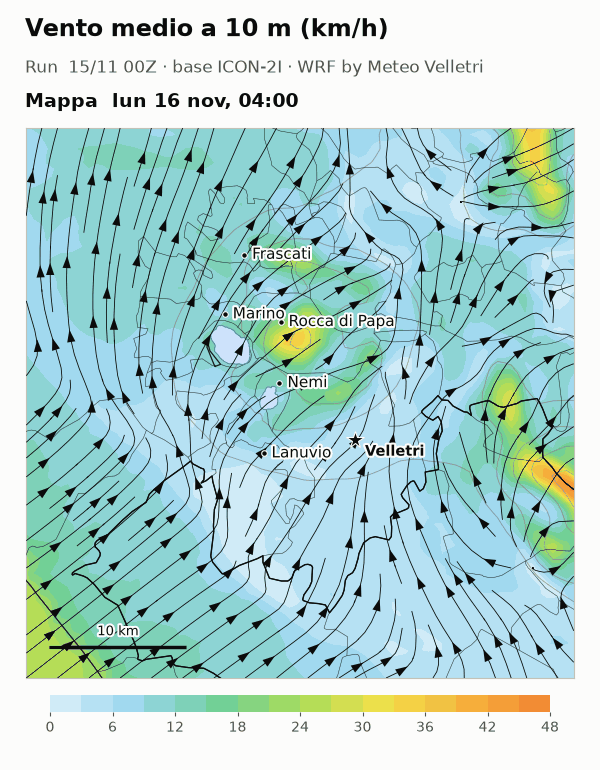 Vento medio a 10 m (km/h)
Run  15/11 00Z · base ICON-2I · WRF by Meteo Velletri
Mappa  lun 16 nov, 04:00
Frascati
Marino
Rocca di Papa
Nemi
Lanuvio
Velletri
10 km
0 6 12 18 24 30 36 42 48